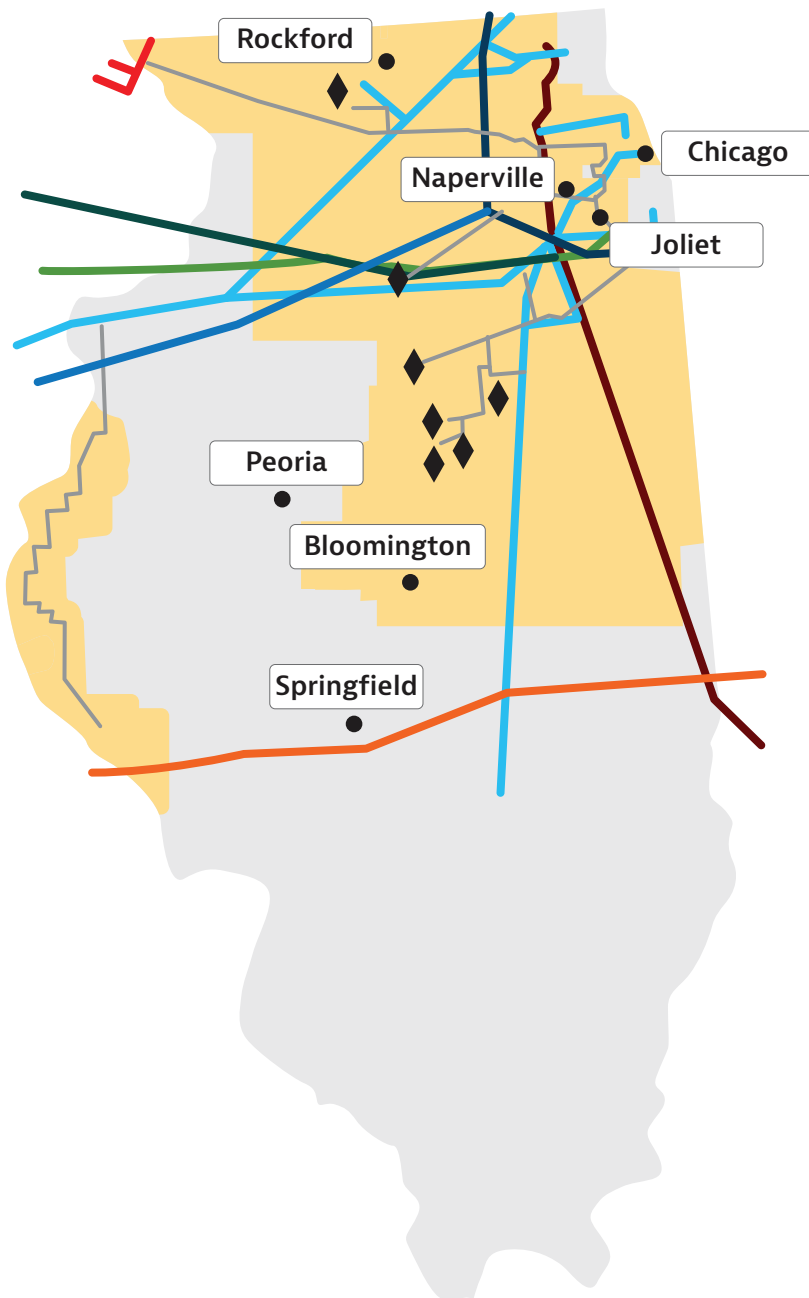 Rockford
Chicago
Naperville
Joliet
Peoria
Bloomington
Springfield